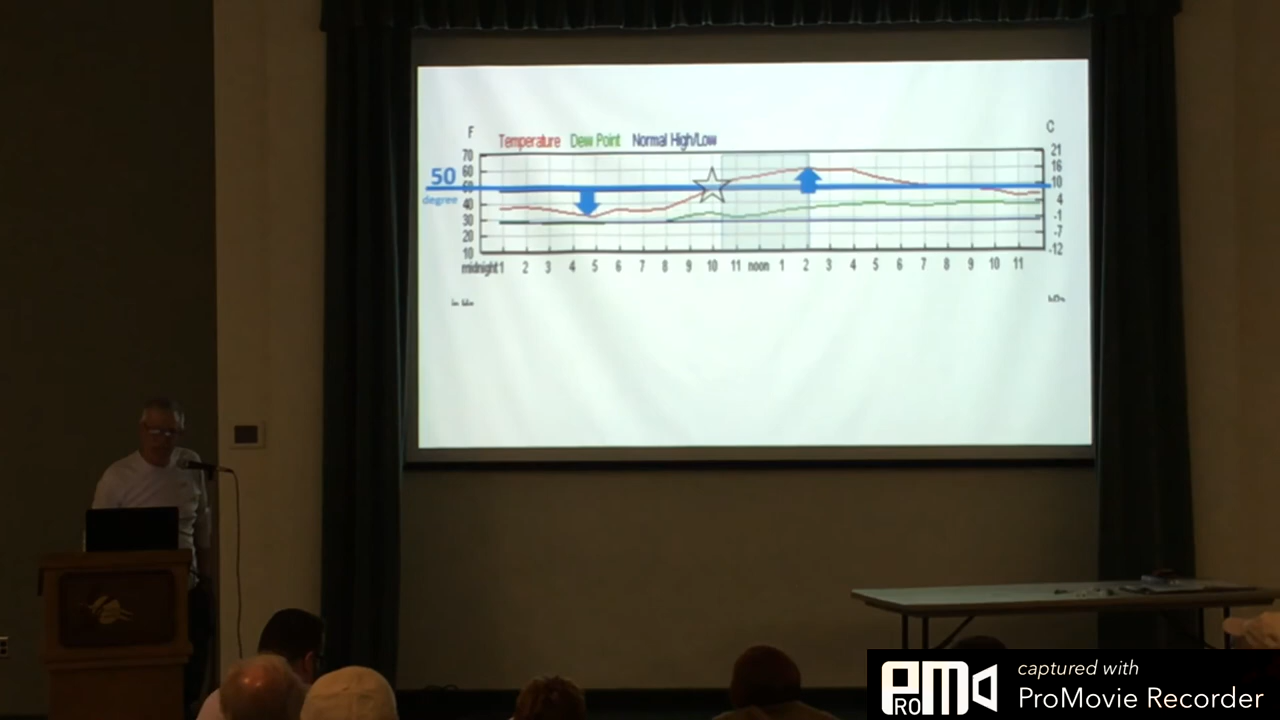 F
C
Temperature Dew Point Normal High/Low
70
60
50
degree
40
30
20
10
21
16
10
4
-1
-7
-12
midnight 1 2 3 4 5 6 7 8 9 10 11 noon 1 2 3 4 5 6 7 8 9 10 11
PRO M
captured with
ProMovie Recorder